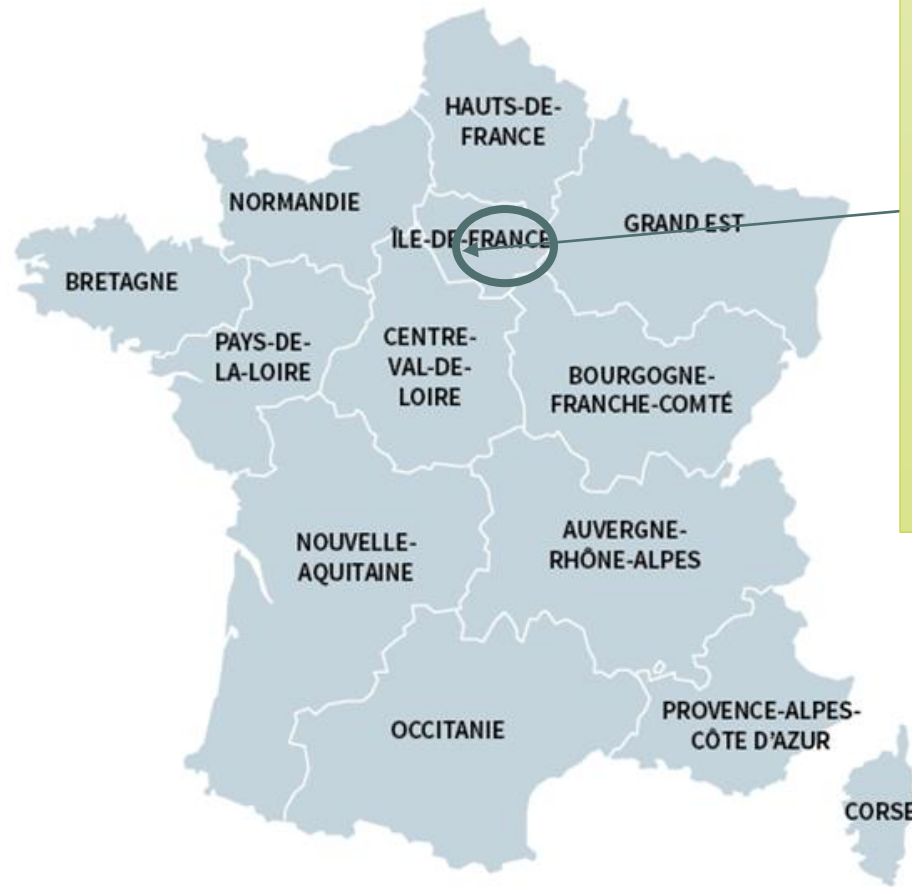 HAUTS-DE-
FRANCE
NORMANDIE
ÎLE-DE-FRANCE
GRAND EST
BRETAGNE
PAYS-DE-
LA-LOIRE
CENTRE-
VAL-DE-
LOIRE
BOURGOGNE-
FRANCHE-COMTÉ
NOUVELLE-
AQUITAINE
AUVERGNE-
RHÔNE-ALPES
OCCITANIE
PROVENCE-ALPES-
CÔTE D'AZUR
CORSE